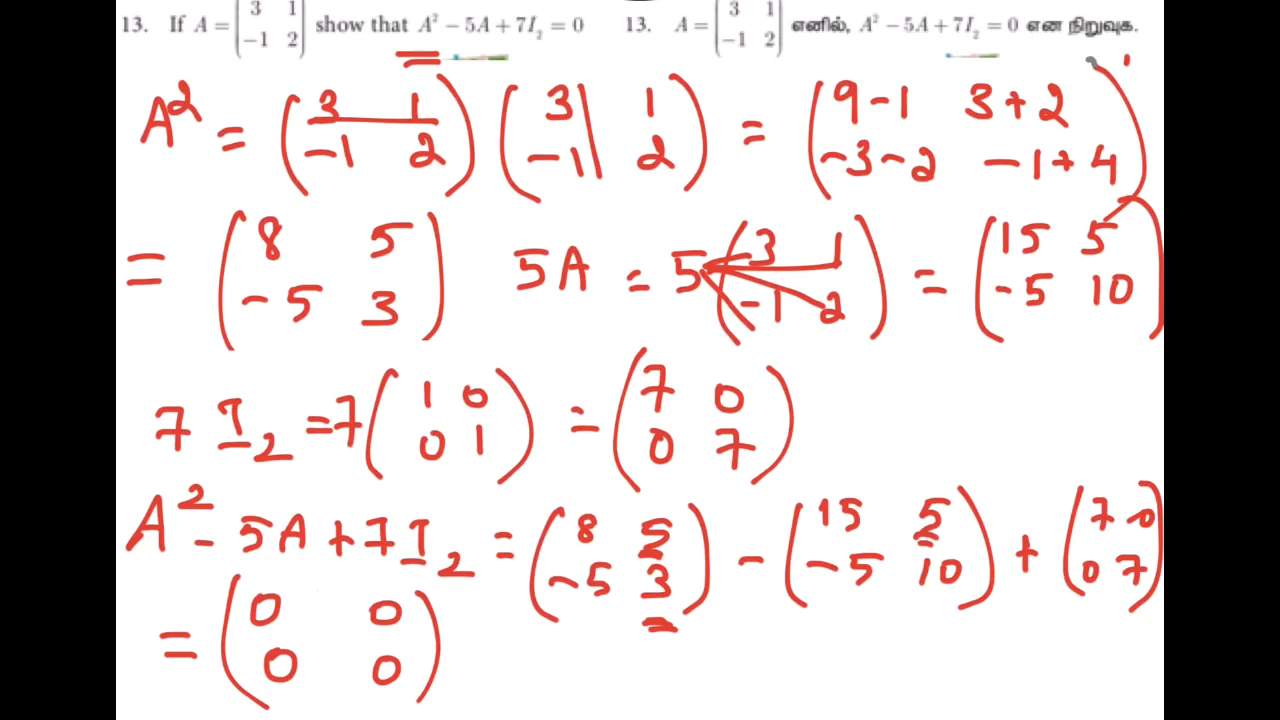 13. If A = (3 1 -1 2) show that A² − 5A + 7I₂ = 0 13. A = (3 1 -1 2) எனில், A² − 5A + 7I₂ = 0 என நிறுவுக.
A² = (3 1 -1 2) (3 1 -1 2) = (9-1 3+2 -3-2 -1+4)
= (8 5 -5 3) 5A = 5(3 1 -1 2) = (15 5 -5 10)
7 I₂ = 7(1 0 0 1) = (7 0 0 7)
A² - 5A + 7I₂ = (8 5 -5 3) - (15 5 -5 10) + (7 0 0 7)
= (0 0 0 0)